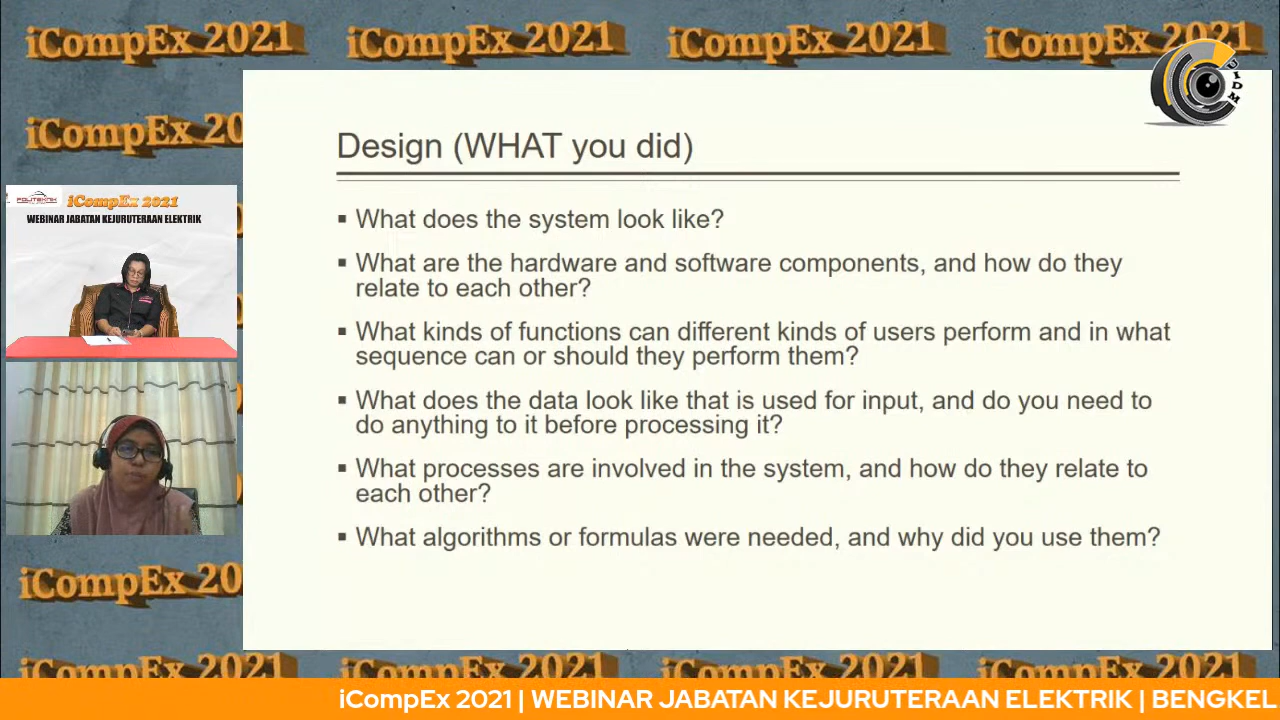 iCompEx 2021 iCompEx 2021 iCompEx 2021 iCompEx 2021
UIDM
iCompEx 20
Design (WHAT you did)
POLITEKNIK
iCompEx 2021
WEBINAR JABATAN KEJURUTERAAN ELEKTRIK
▪ What does the system look like?
▪ What are the hardware and software components, and how do they
relate to each other?
▪ What kinds of functions can different kinds of users perform and in what
sequence can or should they perform them?
▪ What does the data look like that is used for input, and do you need to
do anything to it before processing it?
▪ What processes are involved in the system, and how do they relate to
each other?
▪ What algorithms or formulas were needed, and why did you use them?
iCompEx 20
iCompEx 2021 iCompEx 2021 iCompEx 2021 iCompEx 2021
iCompEx 2021 | WEBINAR JABATAN KEJURUTERAAN ELEKTRIK | BENGKEL